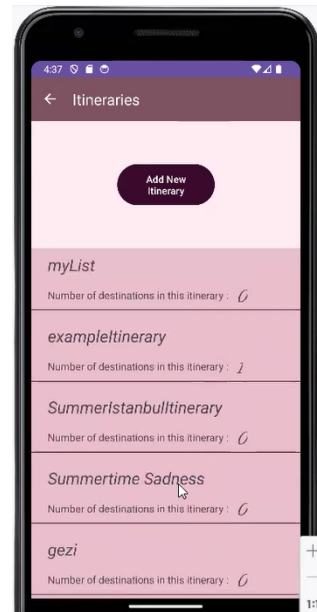 4:37
Itineraries
Add New
Itinerary
myList
Number of destinations in this itinerary : 0
exampleItinerary
Number of destinations in this itinerary : 1
SummerIstanbulItinerary
Number of destinations in this itinerary : 0
Summertime Sadness
Number of destinations in this itinerary : 0
gezi
Number of destinations in this itinerary : 0